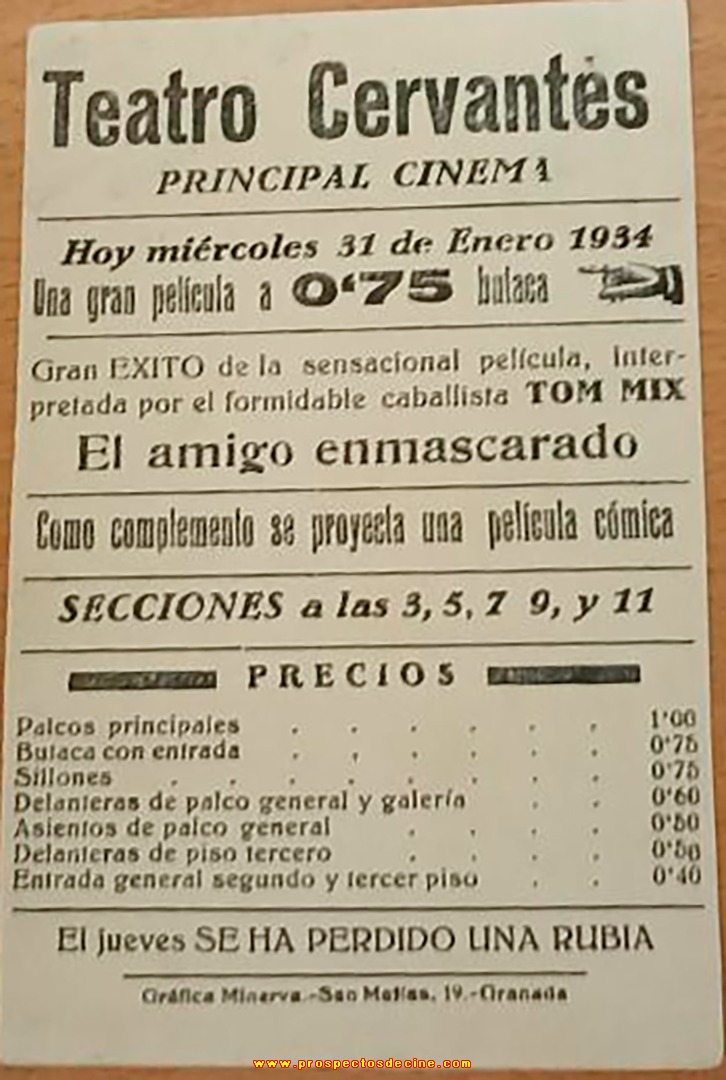 Teatro Cervantes
PRINCIPAL CINEMA
Hoy miércoles 31 de Enero 1934
Una gran película a 0'75 butaca
Gran EXITO de la sensacional película, inter-
pretada por el formidable caballista TOM MIX
El amigo enmascarado
Como complemento se proyecta una película cómica
SECCIONES a las 3, 5, 7 9, y 11
PRECIOS
Palcos principales . . . . . . 1'00
Butaca con entrada . . . . . . 0'75
Sillones . . . . . . . . 0'75
Delanteras de palco general y galería . . 0'60
Asientos de palco general . . . . 0'50
Delanteras de piso tercero . . . . 0'50
Entrada general segundo y tercer piso . . 0'40
El jueves SE HA PERDIDO UNA RUBIA
Gráfica Minerva.-San Matías, 19.-Granada
www.prospectosdecine.com